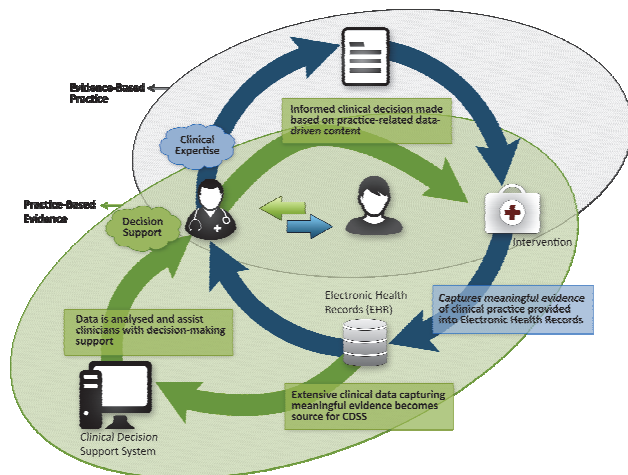 Evidence-Based
Practice
Informed clinical decision made
based on practice-related data-
driven content
Clinical
Expertise
Practice-Based
Evidence
Decision
Support
Intervention
Electronic Health
Records (EHR)
Captures meaningful evidence
of clinical practice provided
into Electronic Health Records
Data is analysed and assist
clinicians with decision-making
support
Extensive clinical data capturing
meaningful evidence becomes
source for CDSS
Clinical Decision
Support System